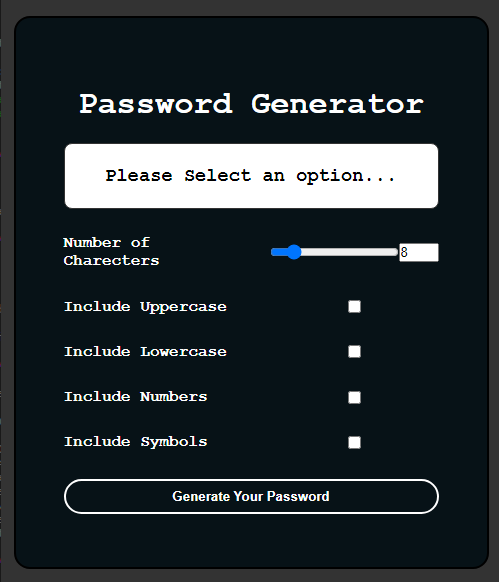 Password Generator
Please Select an option...
Number of
Charecters
8
Include Uppercase
Include Lowercase
Include Numbers
Include Symbols
Generate Your Password